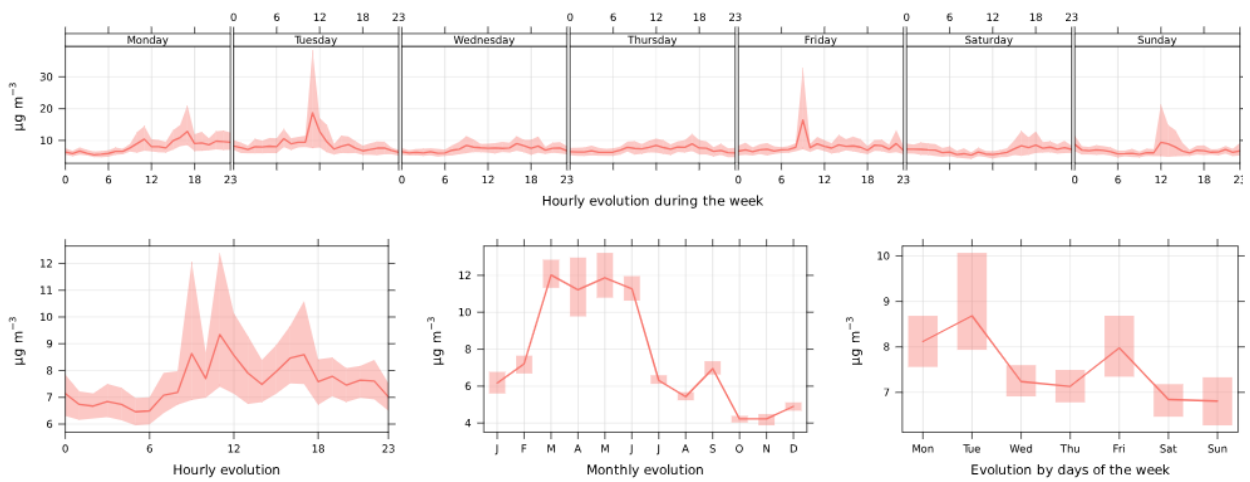 0 6 12 18 23 0 6 12 18 23 0 6 12 18 23
Monday Tuesday Wednesday Thursday Friday Saturday Sunday
µg m⁻³
30
20
10
0 6 12 18 23 0 6 12 18 23 0 6 12 18 23 0 6 12 18 23
Hourly evolution during the week
12
11
10
9
8
7
6
µg m⁻³
0 6 12 18 23
Hourly evolution
12
10
8
6
4
µg m⁻³
J F M A M J J A S O N D
Monthly evolution
10
9
8
7
µg m⁻³
Mon Tue Wed Thu Fri Sat Sun
Evolution by days of the week